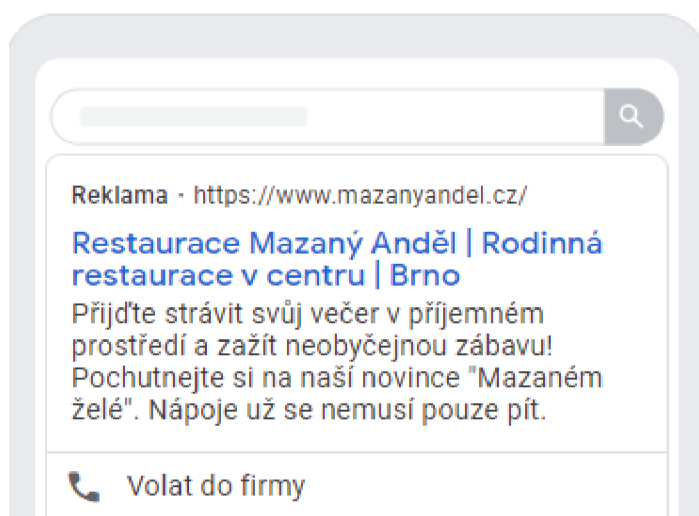 Reklama · https://www.mazanyandel.cz/
Restaurace Mazaný Anděl | Rodinná
restaurace v centru | Brno
Přijďte strávit svůj večer v příjemném
prostředí a zažít neobyčejnou zábavu!
Pochutnejte si na naší novince "Mazaném
želé". Nápoje už se nemusí pouze pít.
Volat do firmy